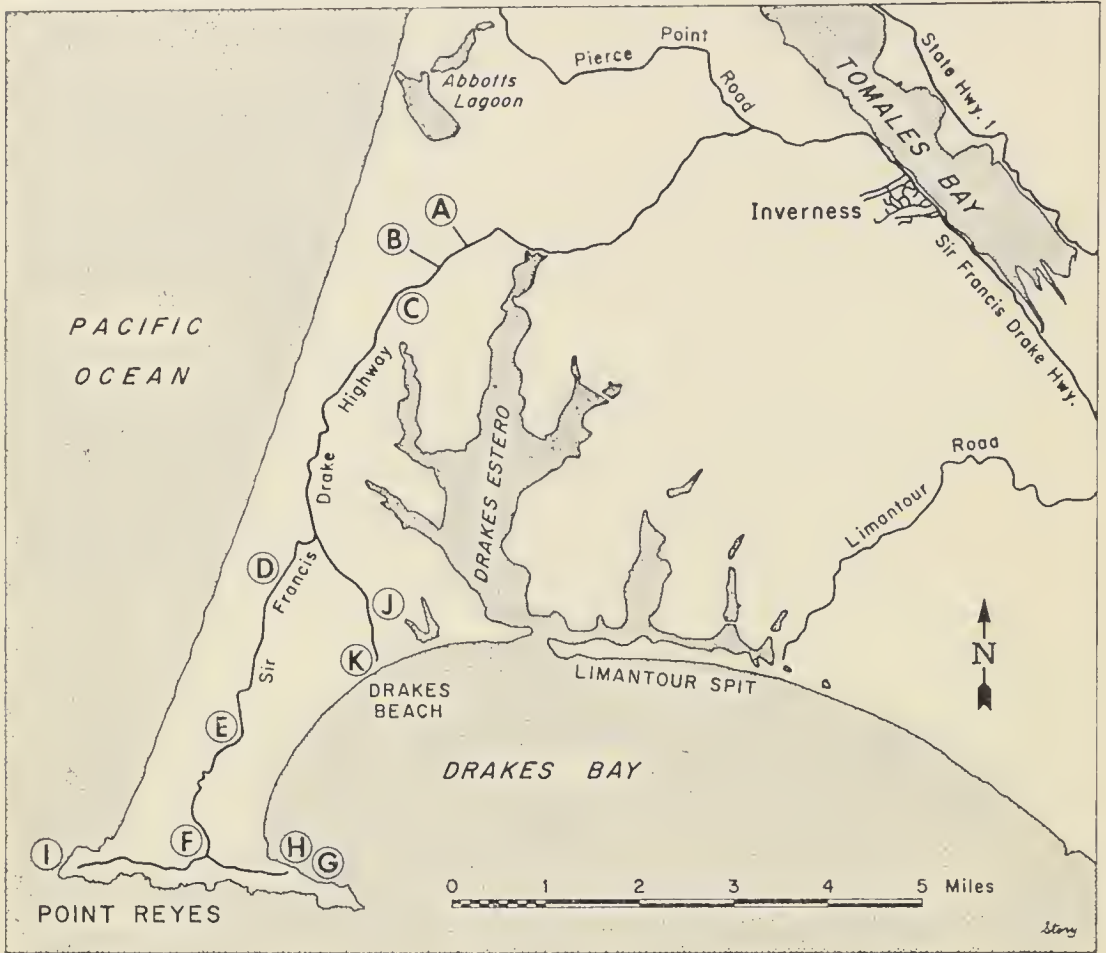 Abbotts
Lagoon
Pierce Point Road
State Hwy. 1
TOMALES BAY
Inverness
Sir Francis Drake Hwy.
A
B
C
PACIFIC
OCEAN
Sir Francis Drake Highway
DRAKES ESTERO
Limantour Road
D
J
K
DRAKES
BEACH
LIMANTOUR SPIT
N
E
DRAKES BAY
F
H
G
I
POINT REYES
0 1 2 3 4 5 Miles
Story